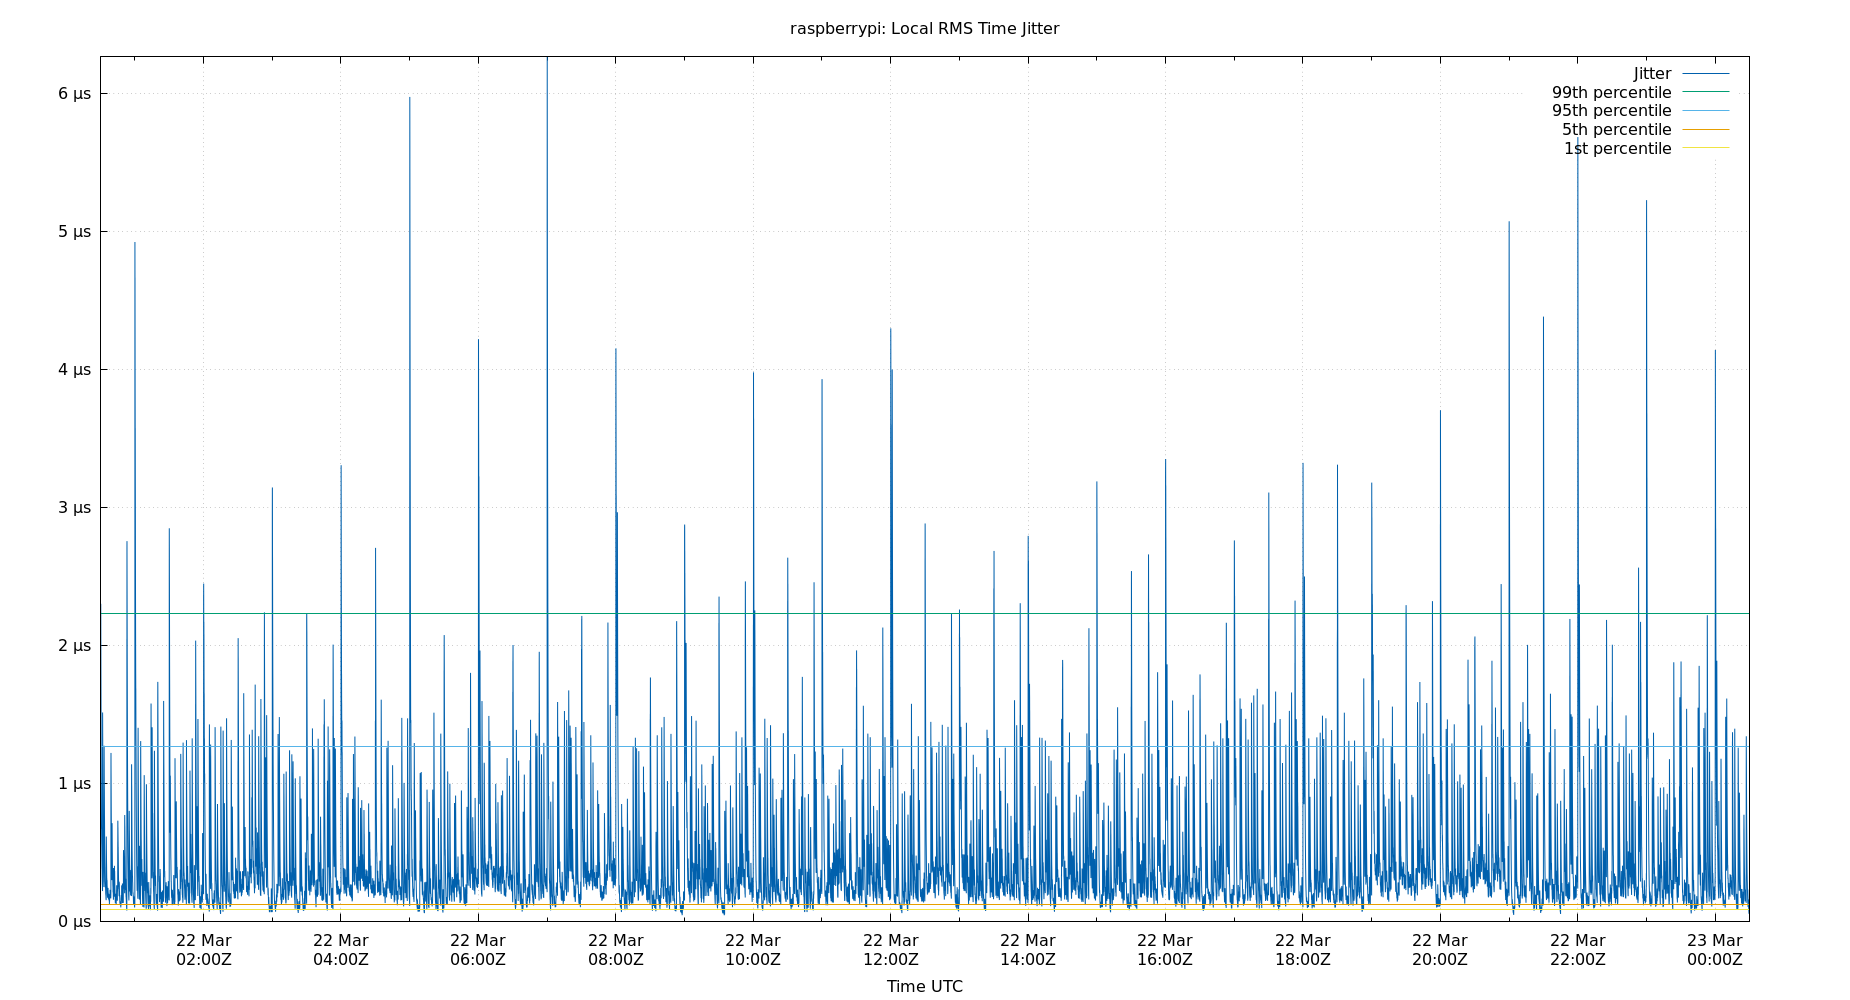 raspberrypi: Local RMS Time Jitter
Jitter
99th percentile
95th percentile
5th percentile
1st percentile
6 µs
5 µs
4 µs
3 µs
2 µs
1 µs
0 µs
22 Mar 22 Mar 22 Mar 22 Mar 22 Mar 22 Mar 22 Mar 22 Mar 22 Mar 22 Mar 22 Mar 23 Mar
02:00Z 04:00Z 06:00Z 08:00Z 10:00Z 12:00Z 14:00Z 16:00Z 18:00Z 20:00Z 22:00Z 00:00Z
Time UTC